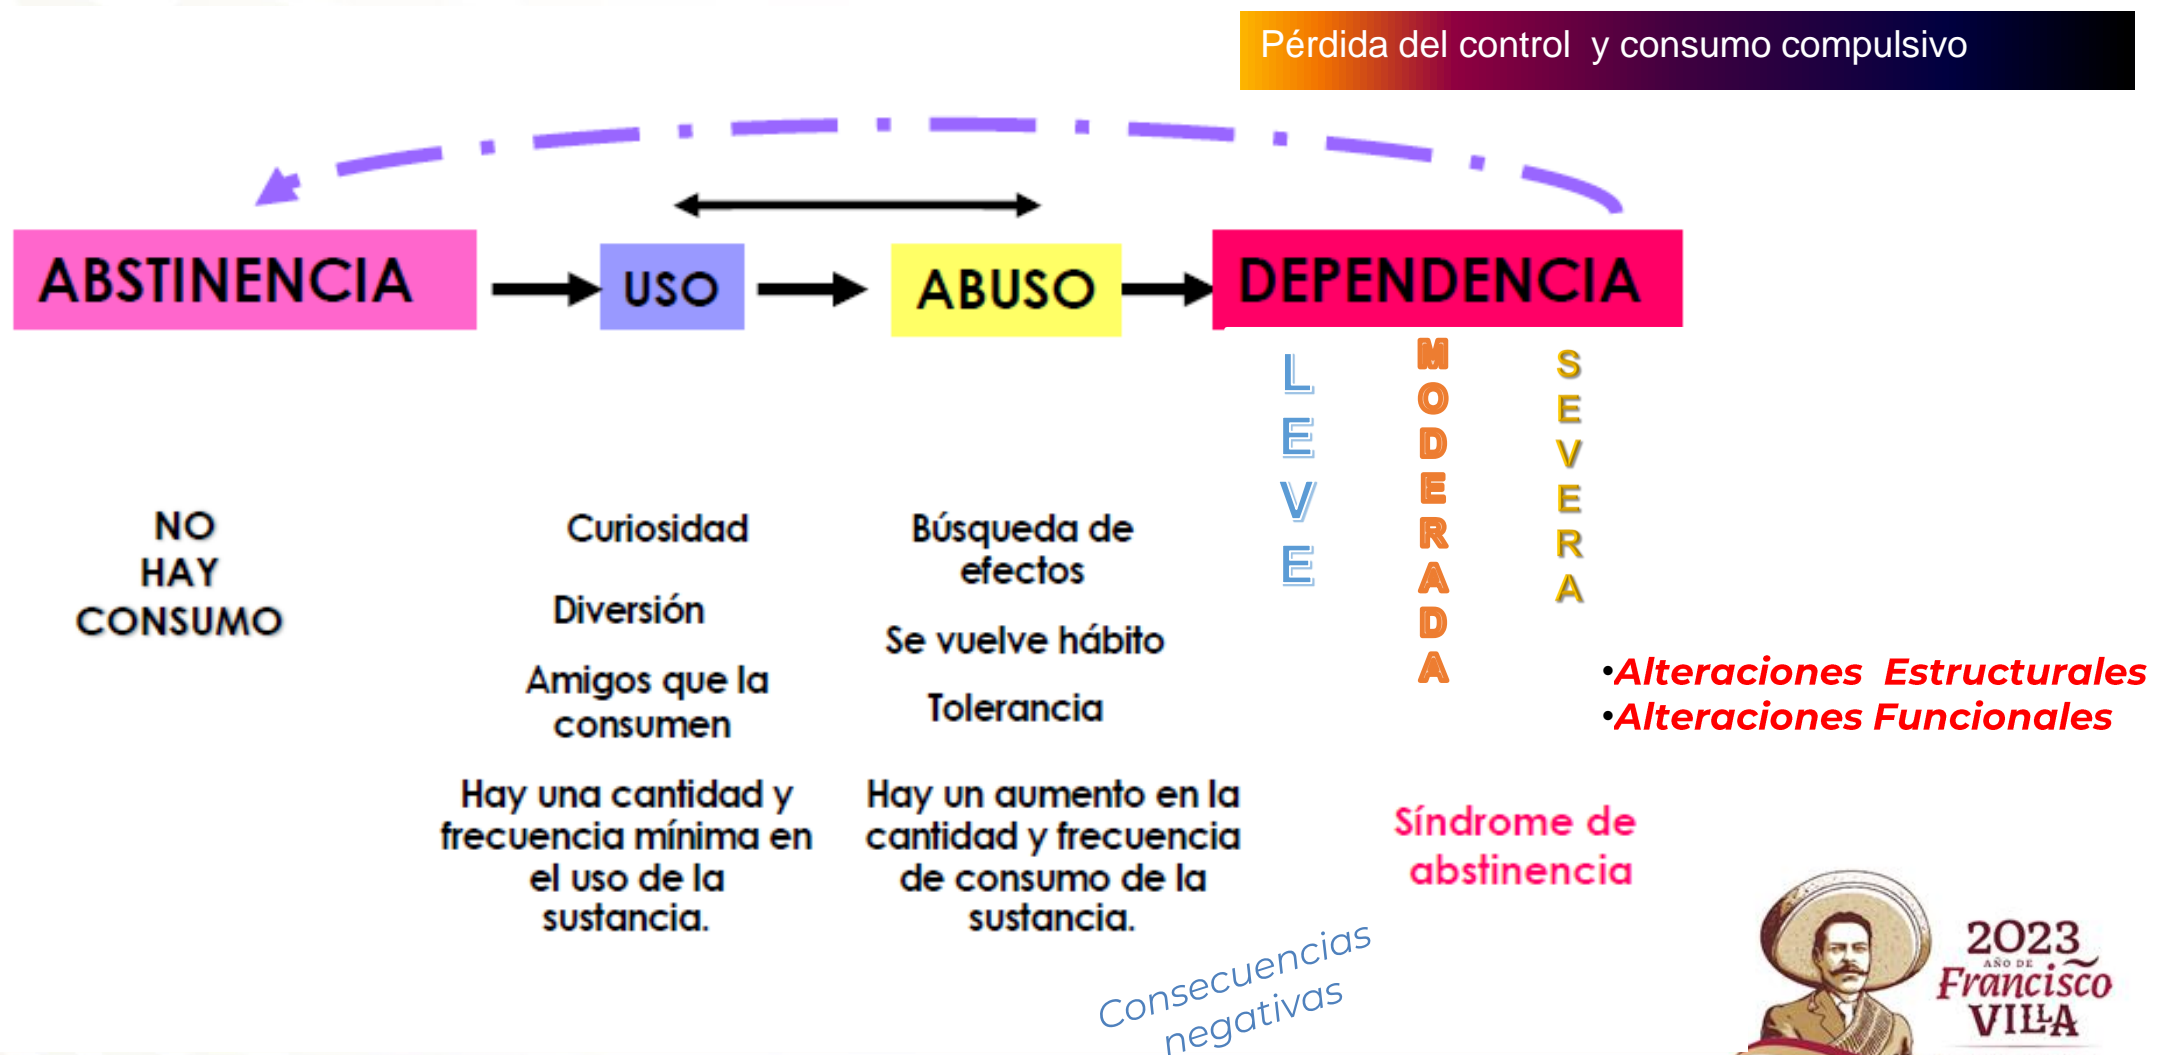 Pérdida del control y consumo compulsivo
ABSTINENCIA
USO
ABUSO
DEPENDENCIA
LEVE
MODERADA
SEVERA
NO
HAY
CONSUMO
Curiosidad
Diversión
Amigos que la
consumen
Hay una cantidad y
frecuencia mínima en
el uso de la
sustancia.
Búsqueda de
efectos
Se vuelve hábito
Tolerancia
Hay un aumento en la
cantidad y frecuencia
de consumo de la
sustancia.
•Alteraciones Estructurales
•Alteraciones Funcionales
Síndrome de
abstinencia
Consecuencias
negativas
2023
AÑO DE
Francisco
VILLA